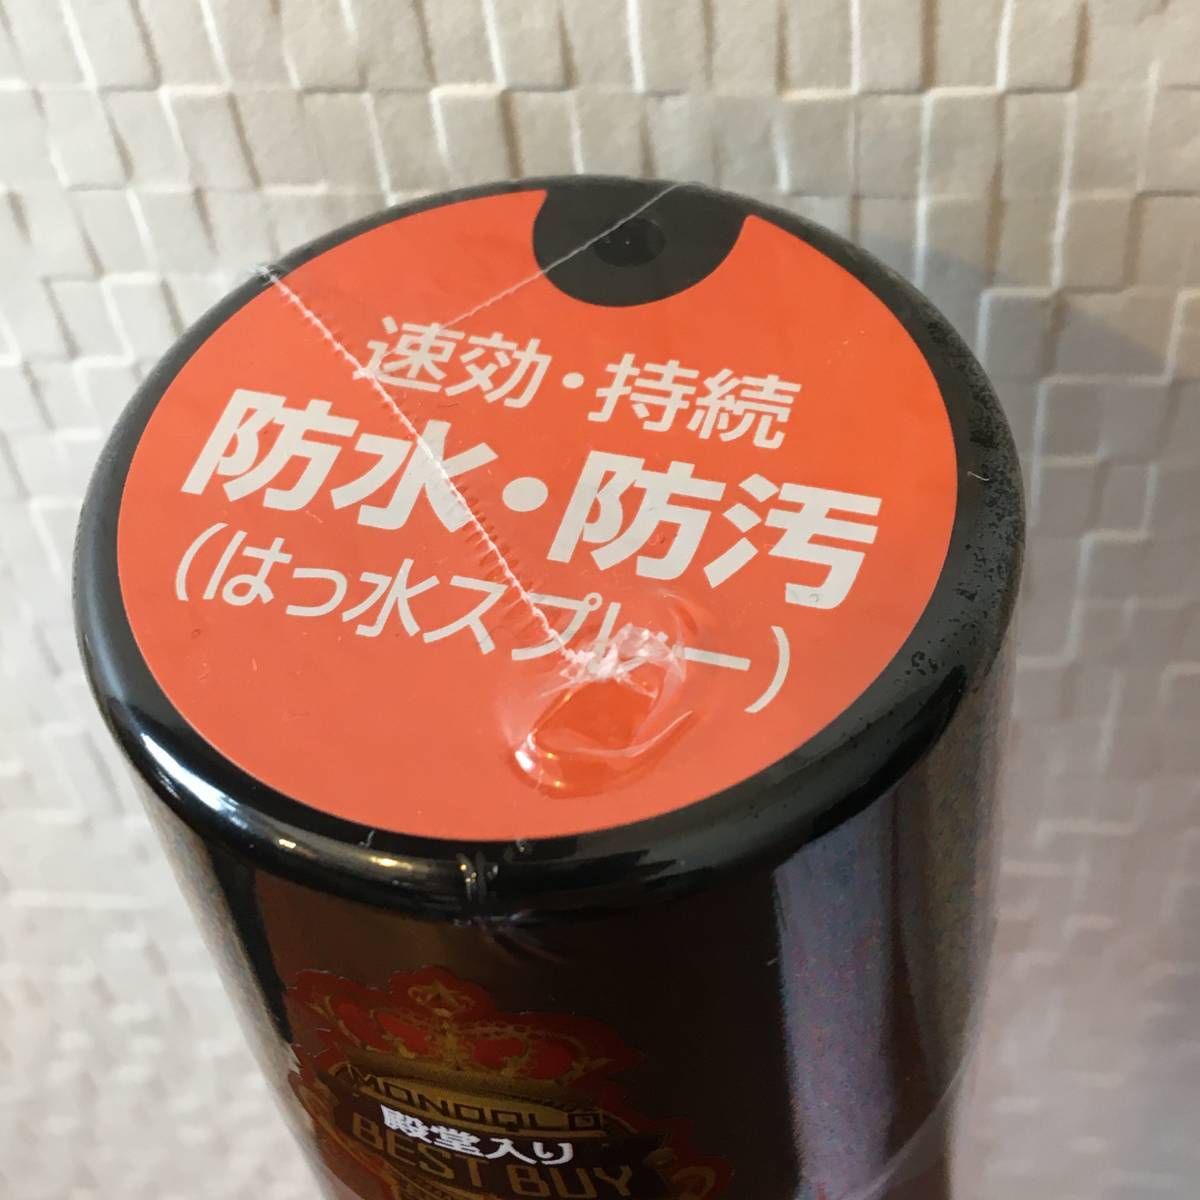 速効・持続
防水・防汚
(はっ水スプレー)
MONOQLO
殿堂入り
BEST BUY